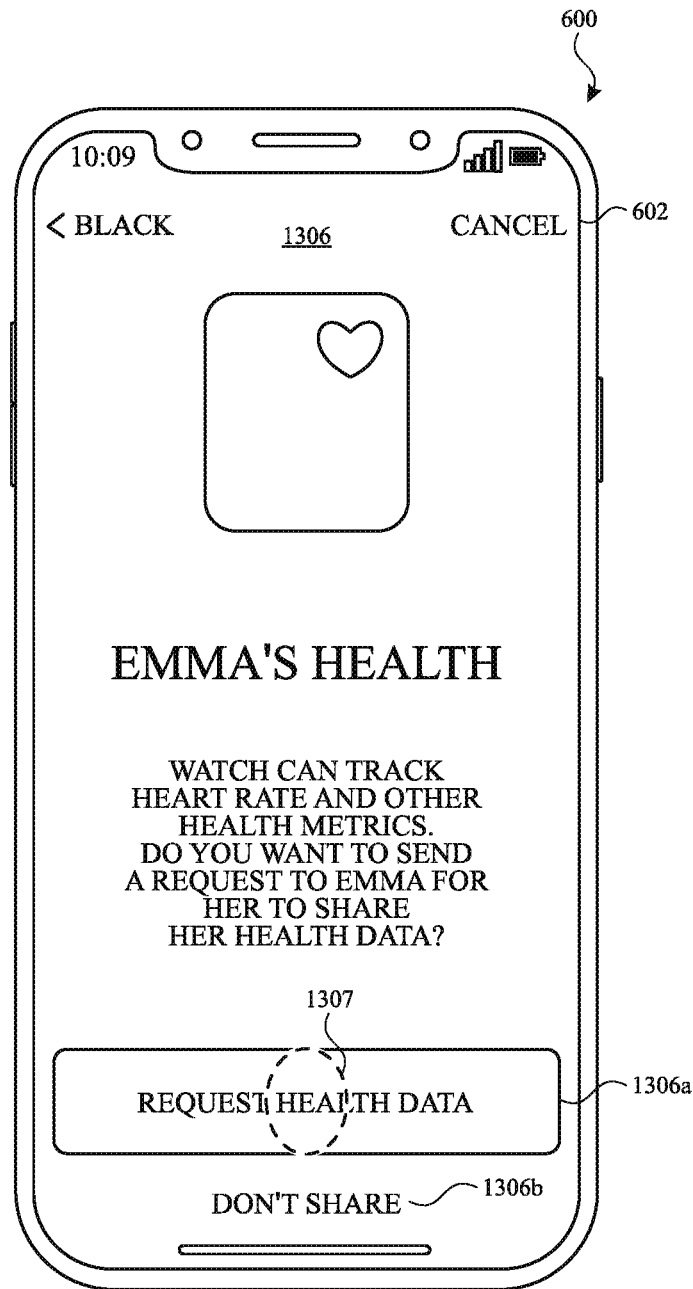 600
10:09
602
< BLACK 1306 CANCEL
EMMA'S HEALTH
WATCH CAN TRACK
HEART RATE AND OTHER
HEALTH METRICS.
DO YOU WANT TO SEND
A REQUEST TO EMMA FOR
HER TO SHARE
HER HEALTH DATA?
1307
REQUEST HEALTH DATA
1306a
DON'T SHARE
1306b